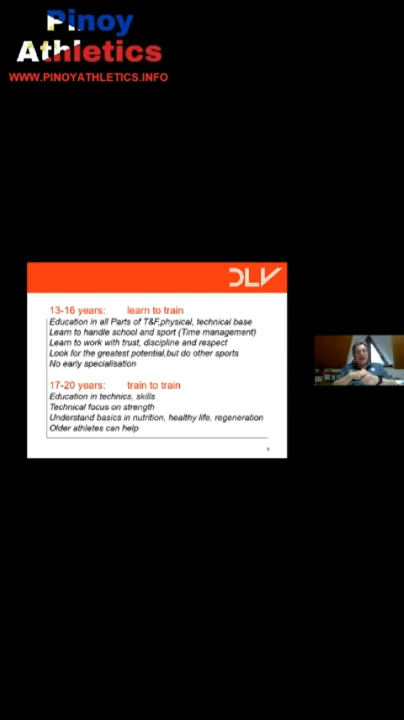 Pinoy
Athletics
WWW.PINOYATHLETICS.INFO
DLV
13-16 years: learn to train
Education in all Parts of T&F,physical, technical base
Learn to handle school and sport (Time management)
Learn to work with trust, discipline and respect
Look for the greatest potential,but do other sports
No early specialisation
17-20 years: train to train
Education in technics, skills
Technical focus on strength
Understand basics in nutrition, healthy life, regeneration
Older athletes can help